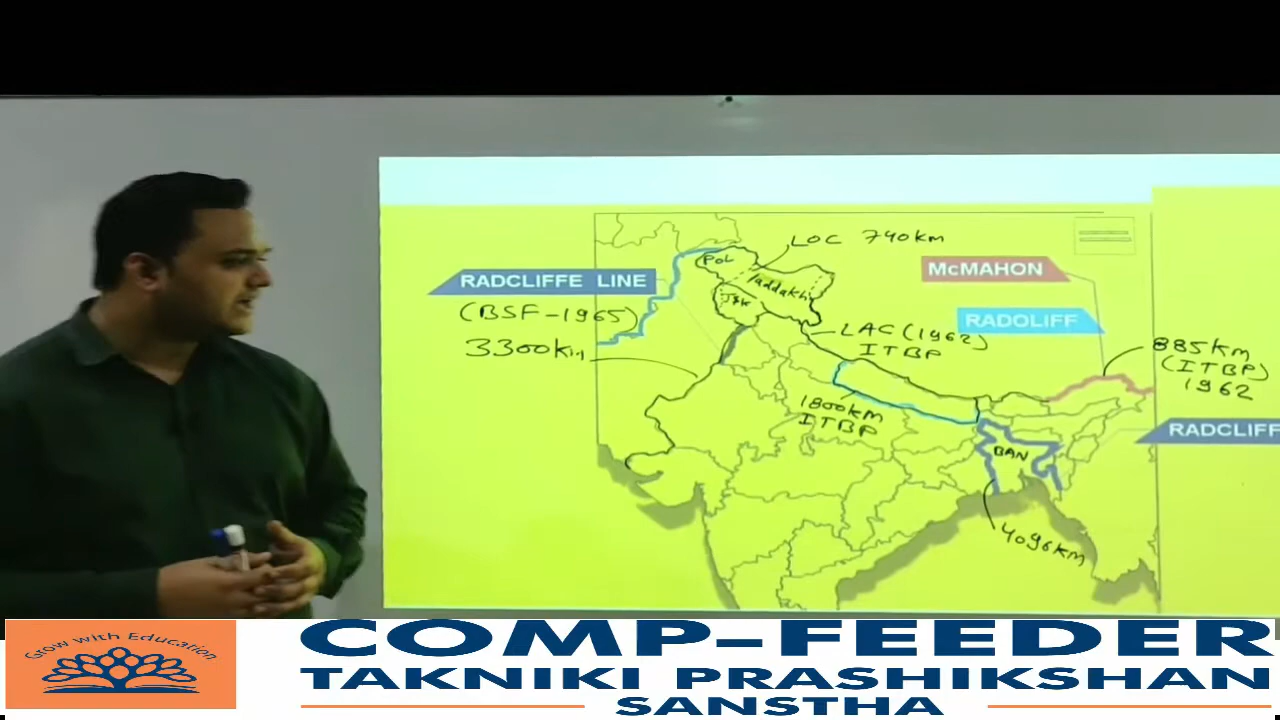 LOC 740km
POL
McMAHON
RADCLIFFE LINE
laddakh
J&K
(BSF-1965)
RADOLIFF
3300km
LAC (1962)
ITBP
885km
(ITBP)
1962
1800km
ITBP
RADCLIFF
BAN
4096km
Grow with Education
COMP-FEEDER
TAKNIKI PRASHIKSHAN
SANSTHA